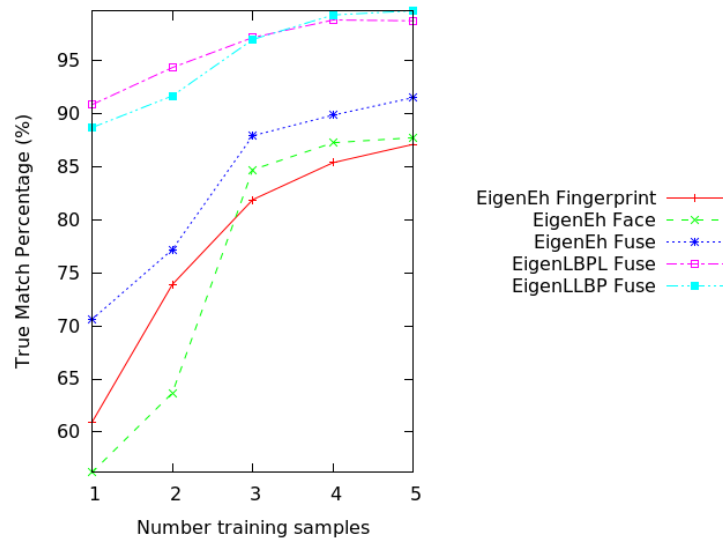 True Match Percentage (%)
95
90
85
80
75
70
65
60
1 2 3 4 5
Number training samples
EigenEh Fingerprint
EigenEh Face
EigenEh Fuse
EigenLBPL Fuse
EigenLLBP Fuse